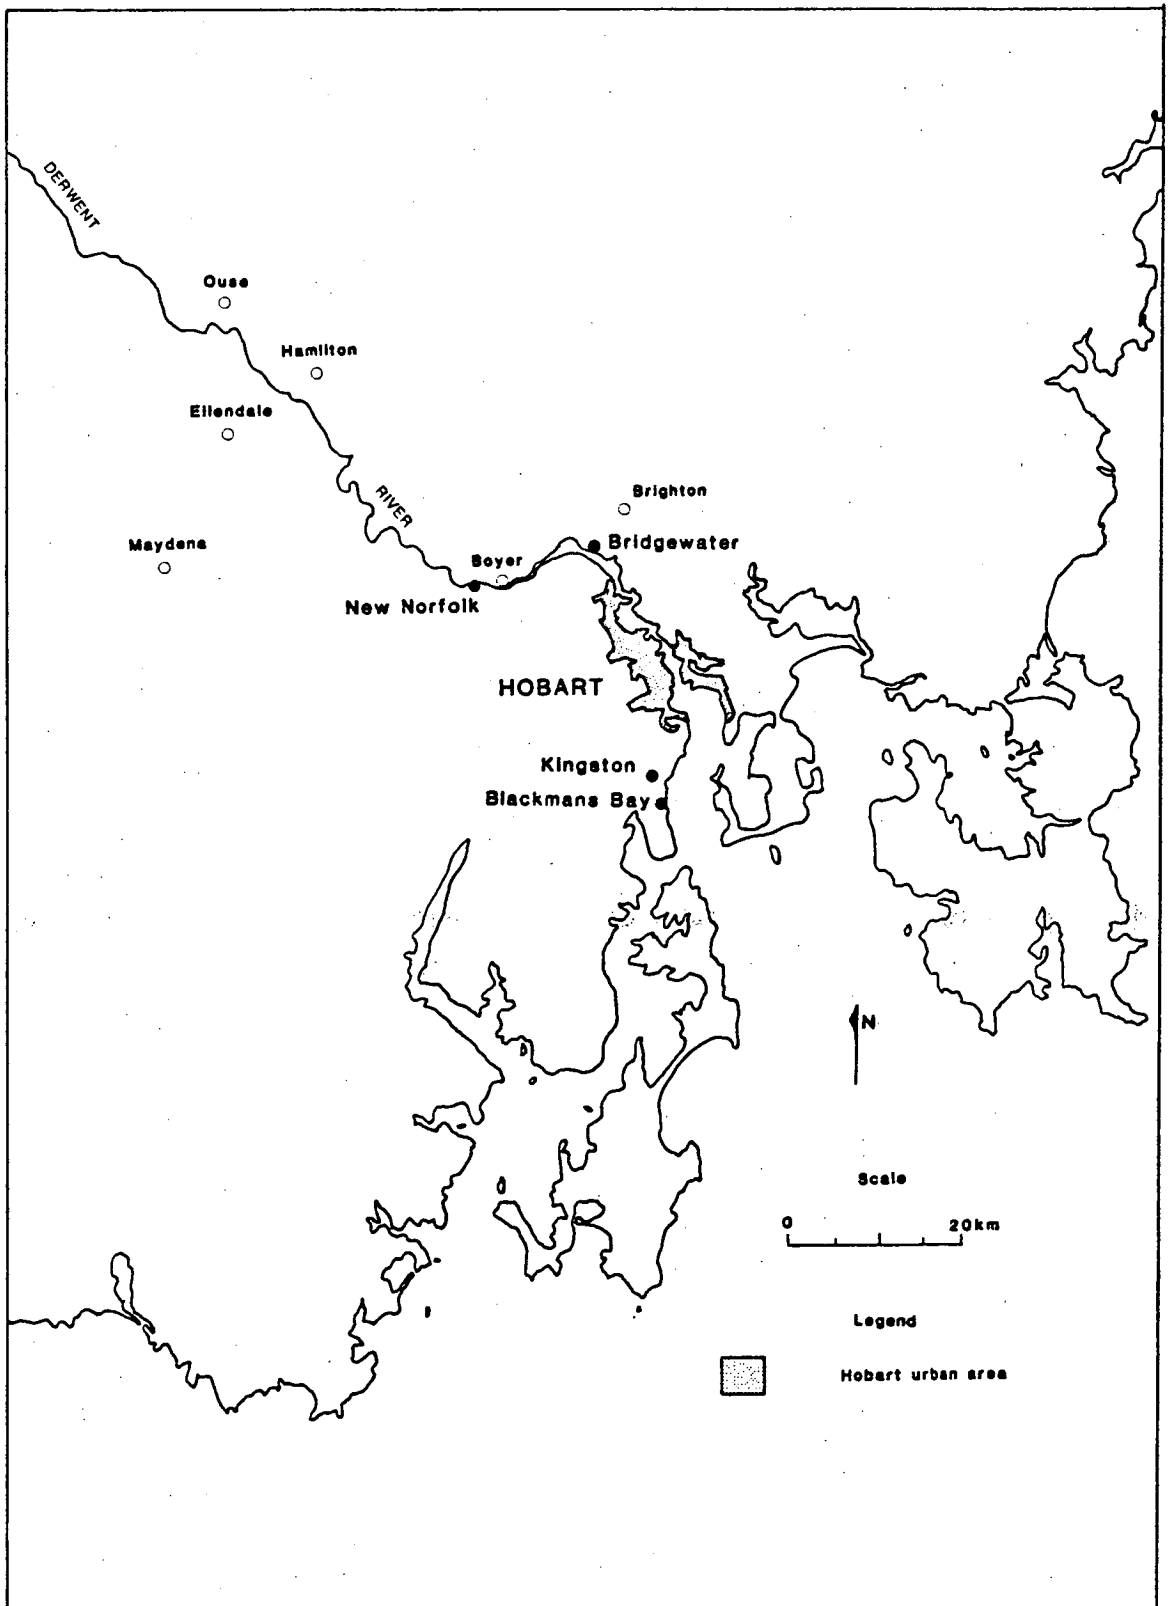 DERWENT
Ouse
Hamilton
Ellendale
RIVER
Brighton
Maydena
Bridgewater
Boyer
New Norfolk
HOBART
Kingston
Blackmans Bay
N
Scale
0 20km
Legend
Hobart urban area